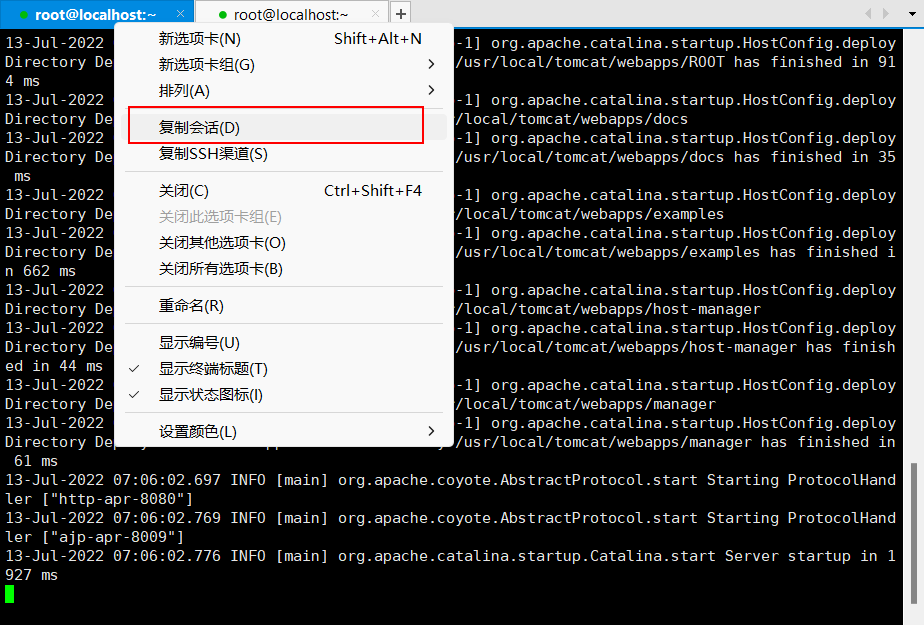 root@localhost:~ × root@localhost:~ × +
13-Jul-2022 -1] org.apache.catalina.startup.HostConfig.deploy
Directory De /usr/local/tomcat/webapps/ROOT has finished in 91
4 ms
13-Jul-2022 -1] org.apache.catalina.startup.HostConfig.deploy
Directory De /local/tomcat/webapps/docs
13-Jul-2022 -1] org.apache.catalina.startup.HostConfig.deploy
Directory De /usr/local/tomcat/webapps/docs has finished in 35
ms
13-Jul-2022 -1] org.apache.catalina.startup.HostConfig.deploy
Directory De /local/tomcat/webapps/examples
13-Jul-2022 -1] org.apache.catalina.startup.HostConfig.deploy
Directory De /usr/local/tomcat/webapps/examples has finished i
n 662 ms
13-Jul-2022 -1] org.apache.catalina.startup.HostConfig.deploy
Directory De /local/tomcat/webapps/host-manager
13-Jul-2022 -1] org.apache.catalina.startup.HostConfig.deploy
Directory De /usr/local/tomcat/webapps/host-manager has finish
ed in 44 ms
13-Jul-2022 -1] org.apache.catalina.startup.HostConfig.deploy
Directory De /local/tomcat/webapps/manager
13-Jul-2022 -1] org.apache.catalina.startup.HostConfig.deploy
Directory De /usr/local/tomcat/webapps/manager has finished in
61 ms
13-Jul-2022 07:06:02.697 INFO [main] org.apache.coyote.AbstractProtocol.start Starting ProtocolHand
ler ["http-apr-8080"]
13-Jul-2022 07:06:02.769 INFO [main] org.apache.coyote.AbstractProtocol.start Starting ProtocolHand
ler ["ajp-apr-8009"]
13-Jul-2022 07:06:02.776 INFO [main] org.apache.catalina.startup.Catalina.start Server startup in 1
927 ms
新选项卡(N) Shift+Alt+N
新选项卡组(G)
排列(A)
复制会话(D)
复制SSH渠道(S)
关闭(C) Ctrl+Shift+F4
关闭此选项卡组(E)
关闭其他选项卡(O)
关闭所有选项卡(B)
重命名(R)
显示编号(U)
显示终端标题(T)
显示状态图标(I)
设置颜色(L)